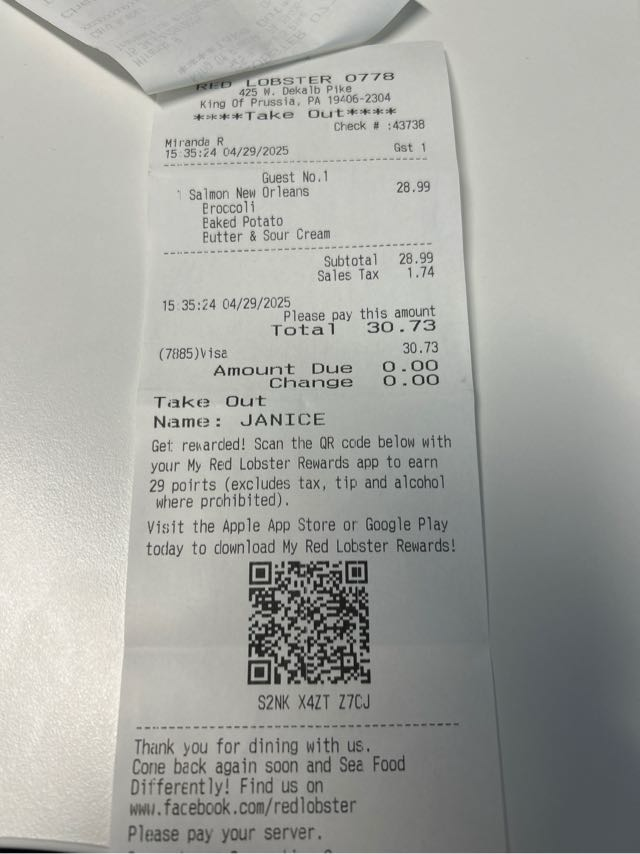 RED LOBSTER 0778
425 W. Dekalb Pike
King Of Prussia, PA 19406-2304
****Take Out****
Check # :43738
Miranda R
15:35:24 04/29/2025 Gst 1
Guest No.1
1 Salmon New Orleans 28.99
Broccoli
Baked Potato
Butter & Sour Cream
Subtotal 28.99
Sales Tax 1.74
15:35:24 04/29/2025
Please pay this amount
Total 30.73
(7885)Visa 30.73
Amount Due 0.00
Change 0.00
Take Out
Name: JANICE
Get rewarded! Scan the QR code below with
your My Red Lobster Rewards app to earn
29 points (excludes tax, tip and alcohol
where prohibited).
Visit the Apple App Store or Google Play
today to download My Red Lobster Rewards!
S2NK X4ZT Z7CJ
Thank you for dining with us.
Come back again soon and Sea Food
Differently! Find us on
www.facebook.com/redlobster
Please pay your server.